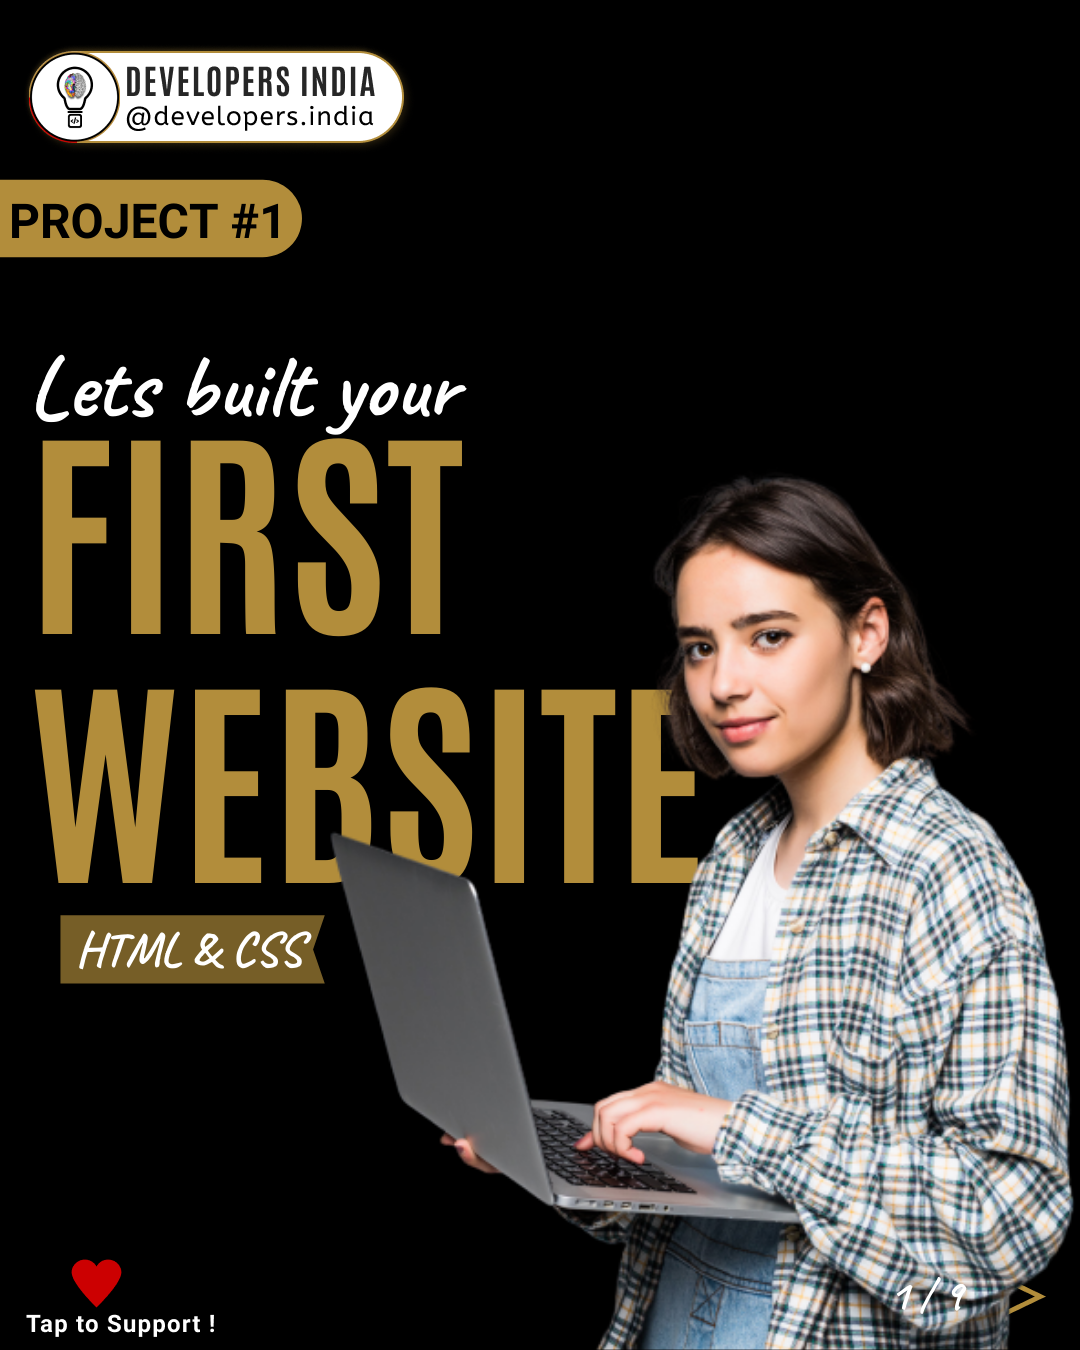 DEVELOPERS INDIA
@developers.india
PROJECT #1
Lets built your
FIRST
WEBSITE
HTML & CSS
Tap to Support !
1/9